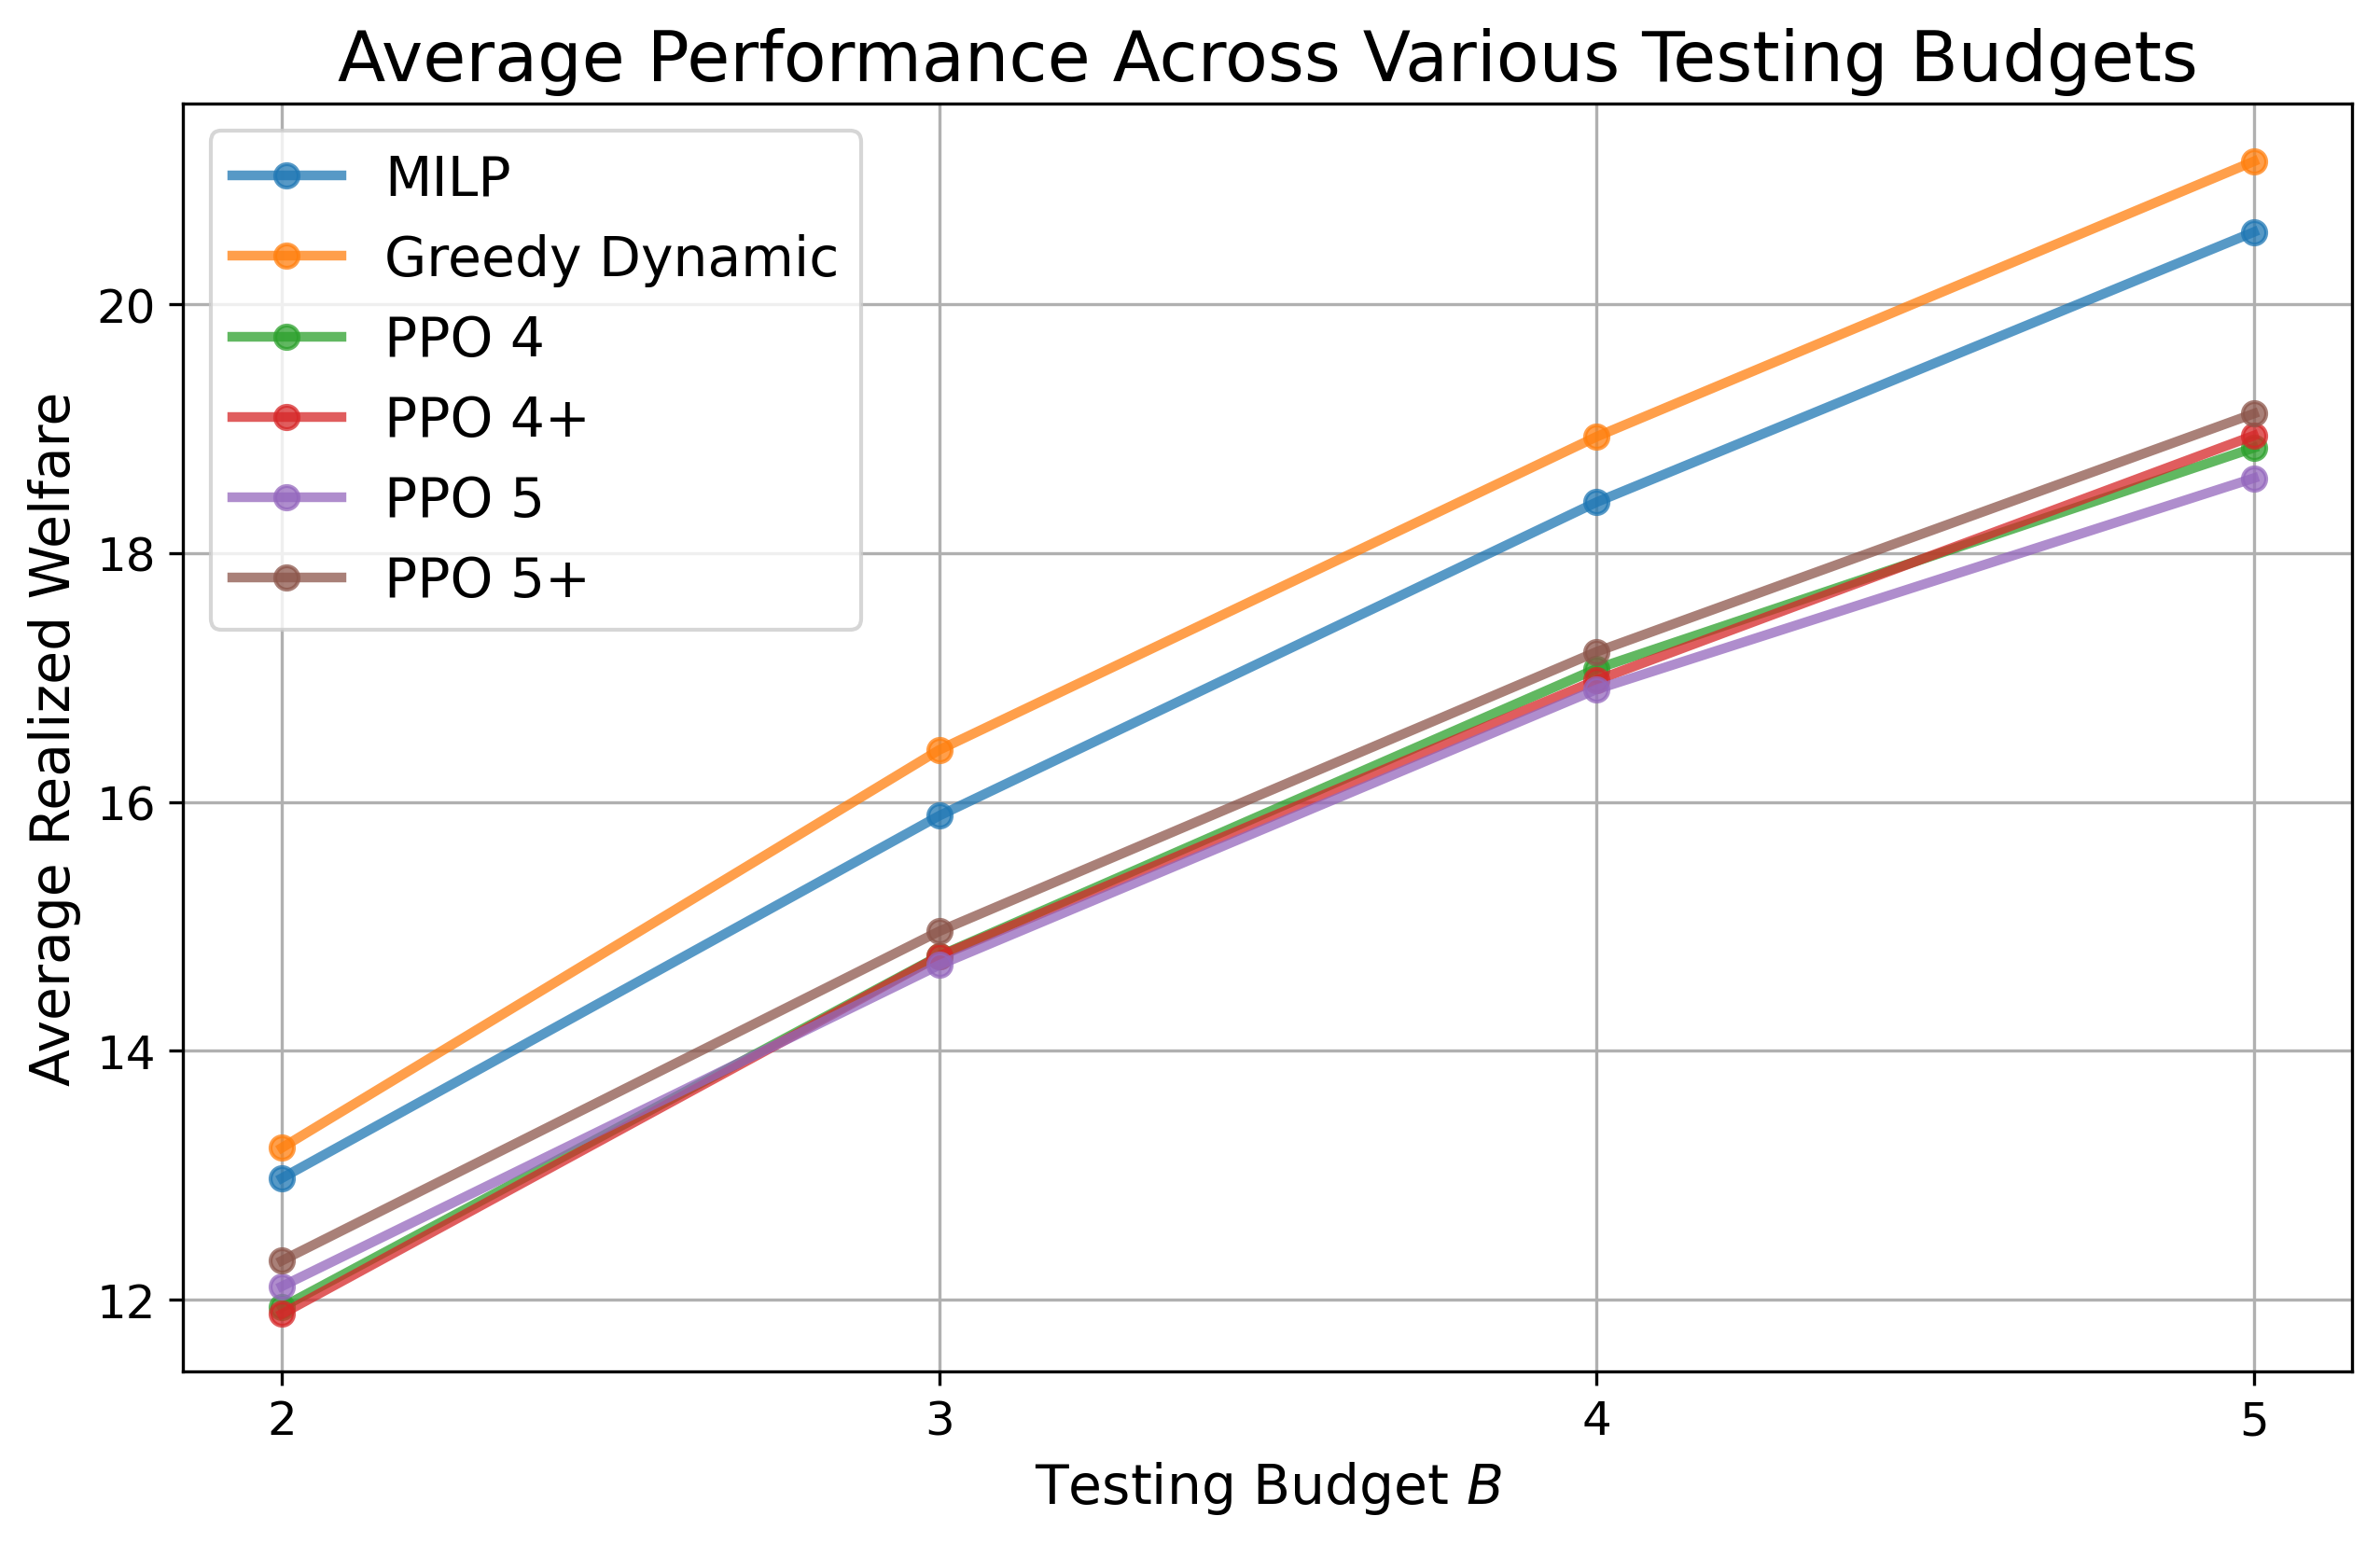 Average Performance Across Various Testing Budgets
MILP
Greedy Dynamic
PPO 4
PPO 4+
PPO 5
PPO 5+
Average Realized Welfare
20
18
16
14
12
2
3
4
5
Testing Budget B